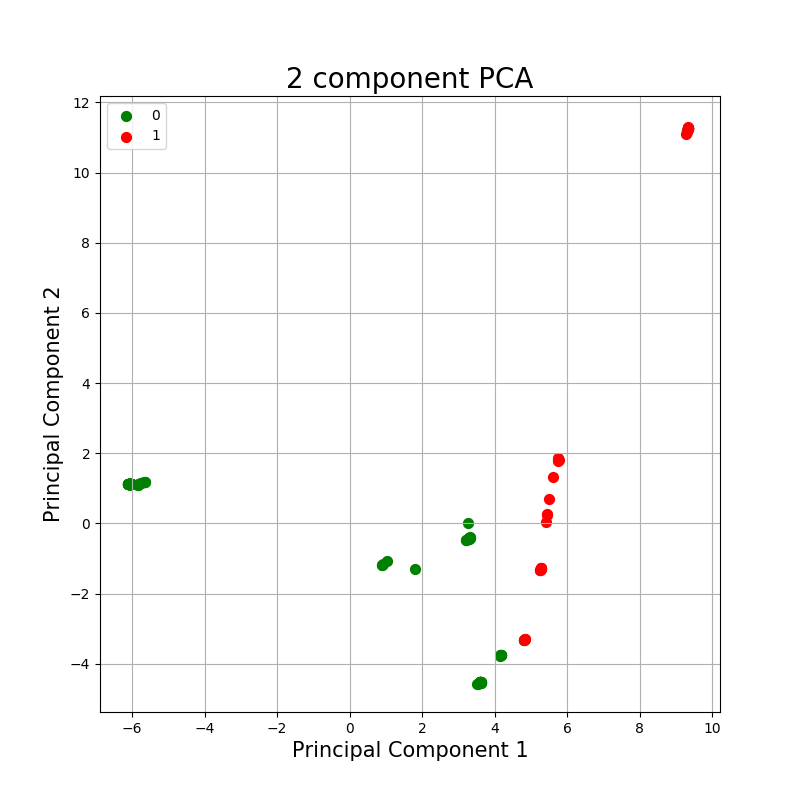 2 component PCA
0
1
12
10
8
6
4
2
0
−2
−4
Principal Component 2
−6 −4 −2 0 2 4 6 8 10
Principal Component 1